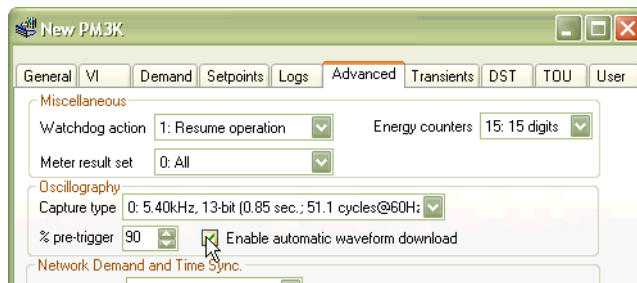 New PM3K
General VI Demand Setpoints Logs Advanced Transients DST TOU User
Miscellaneous
Watchdog action 1: Resume operation Energy counters 15: 15 digits
Meter result set 0: All
Oscillography
Capture type 0: 5.40kHz, 13-bit (0.85 sec.; 51.1 cycles@60Hz
% pre-trigger 90 Enable automatic waveform download
Network Demand and Time Sync.